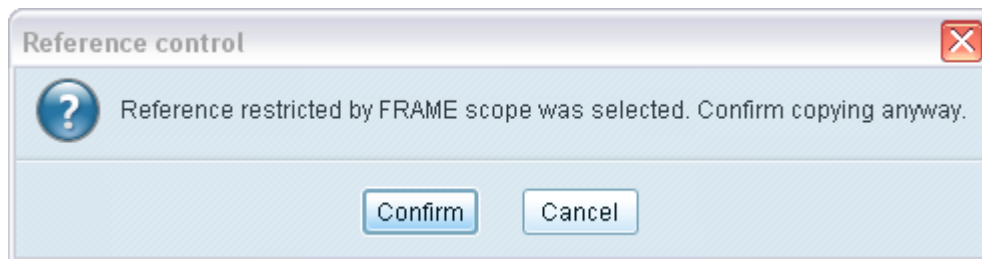 Reference control
Reference restricted by FRAME scope was selected. Confirm copying anyway.
Confirm
Cancel